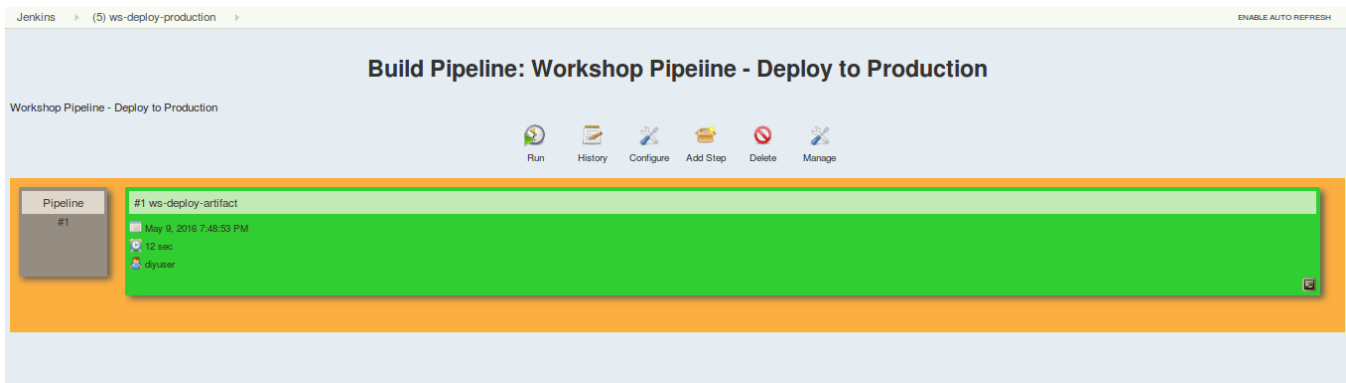 Jenkins (5) ws-deploy-production ENABLE AUTO REFRESH
Build Pipeline: Workshop Pipeiine - Deploy to Production
Workshop Pipeline - Deploy to Production
Run History Configure Add Step Delete Manage
Pipeline
#1
#1 ws-deploy-artifact
May 9, 2016 7:48:53 PM
12 sec
diyuser